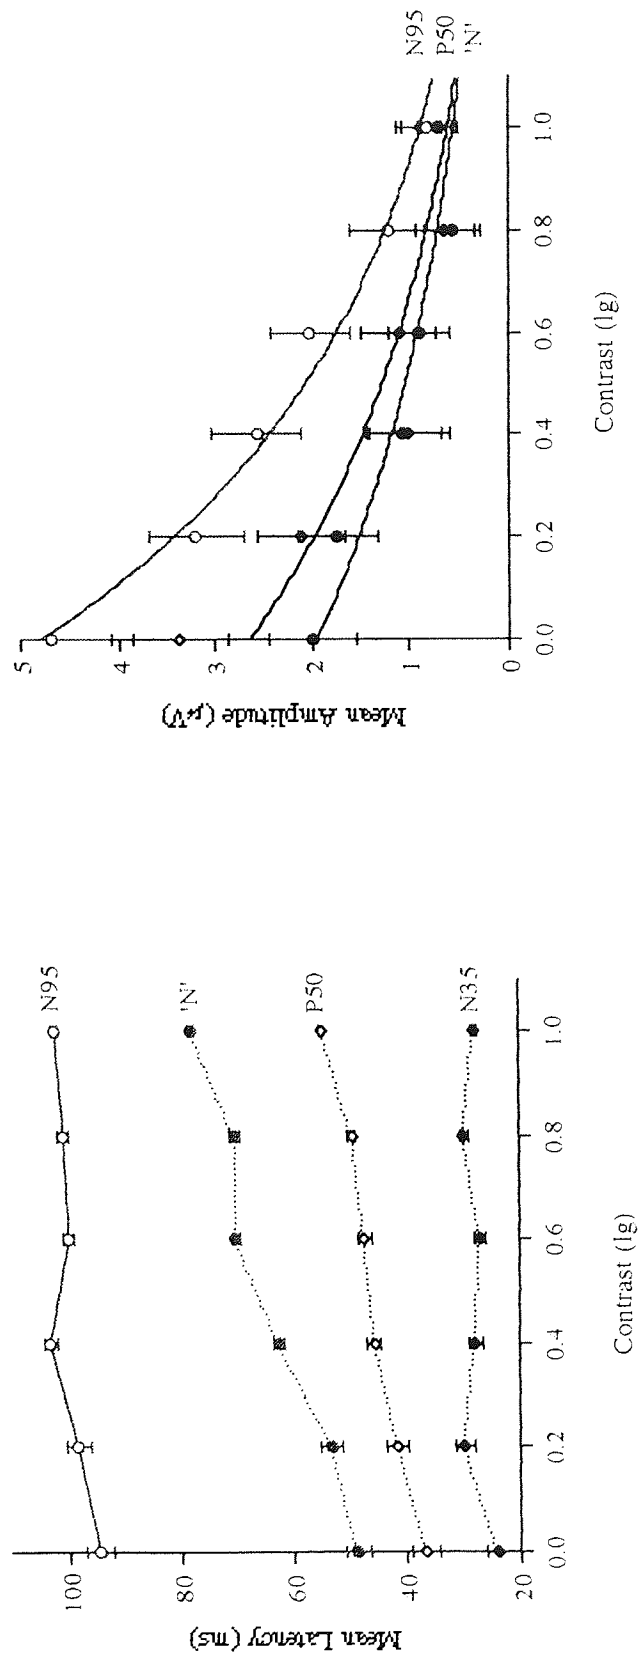 100
80
60
40
20
Mean Latency (ms)
N95
'N'
P50
N35
0.0 0.2 0.4 0.6 0.8 1.0
Contrast (lg)
5
4
3
2
1
0
Mean Amplitude (μV)
N95
P50
'N'
0.0 0.2 0.4 0.6 0.8 1.0
Contrast (lg)